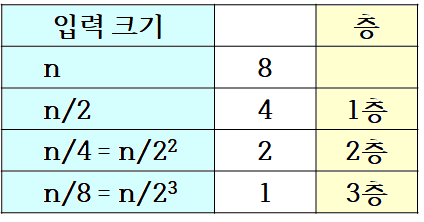 입력 크기 층
n 8
n/2 4 1층
n/4 = n/2² 2 2층
n/8 = n/2³ 1 3층